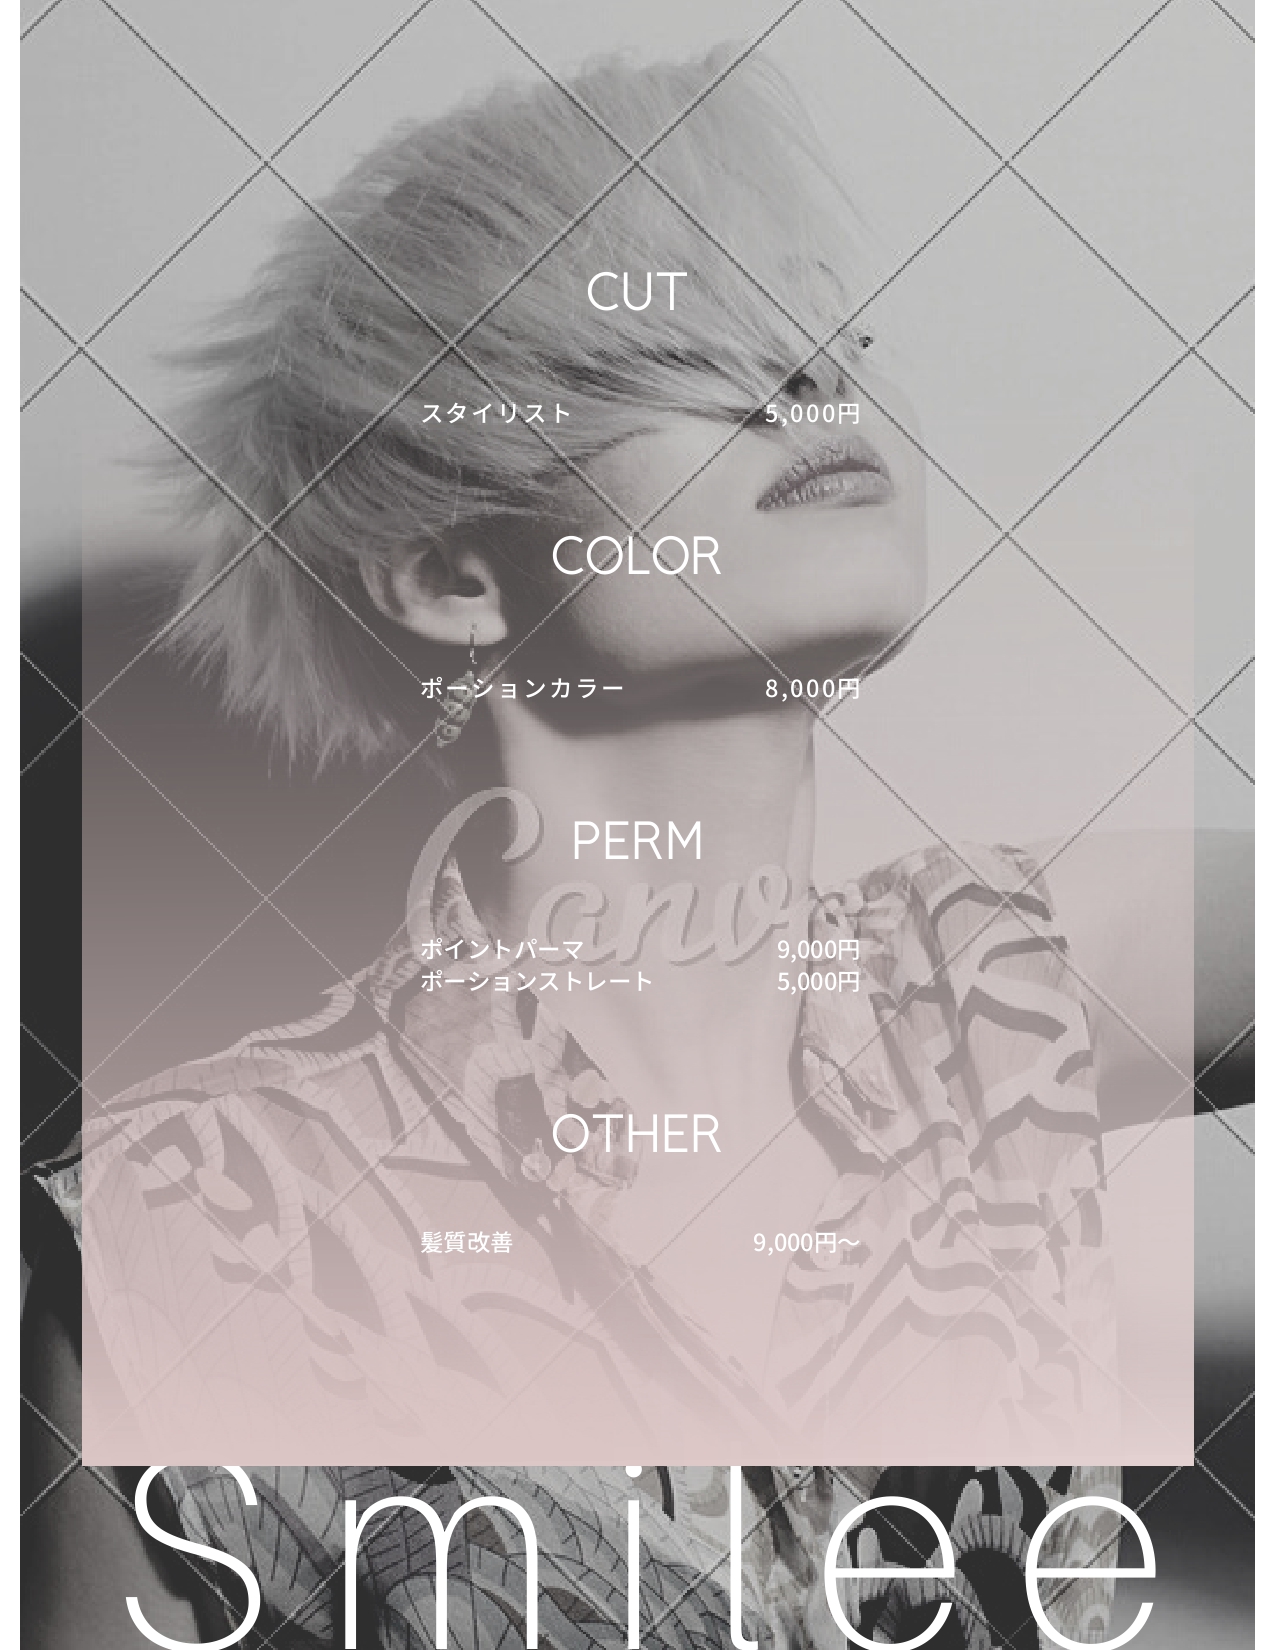 CUT
スタイリスト 5,000円
COLOR
ポーションカラー 8,000円
PERM
Canva
ポイントパーマ 9,000円
ポーションストレート 5,000円
OTHER
髪質改善 9,000円〜
Smilee